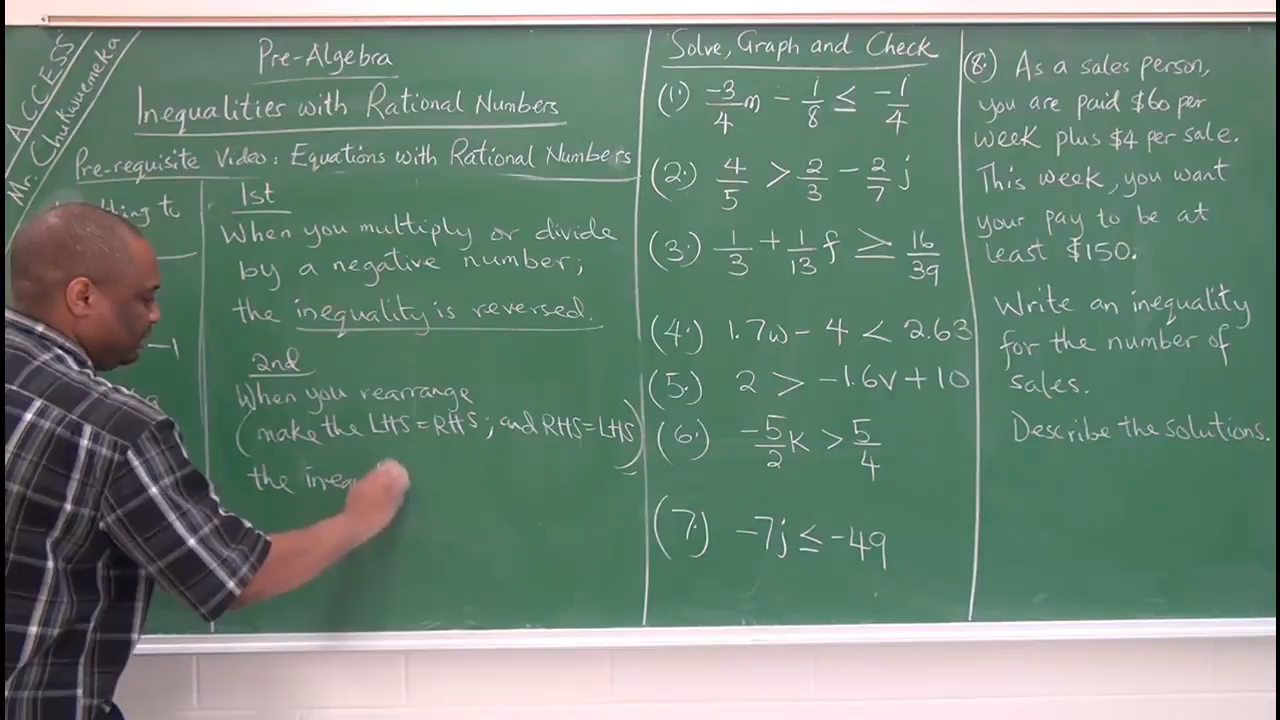 ACCESS
Mr. Chukwuemeka
Pre-Algebra
Inequalities with Rational Numbers
Pre-requisite Video: Equations with Rational Numbers
to
-1
1st
When you multiply or divide
by a negative number;
the inequality is reversed.
2nd
When you rearrange
(make the LHS = RHS; and RHS = LHS)
the
Solve, Graph and Check
(1.) -3/4 m - 1/8 ≤ -1/4
(2.) 4/5 > 2/3 - 2/7 j
(3.) 1/3 + 1/13 f ≥ 16/39
(4.) 1.7w - 4 < 2.63
(5.) 2 > -1.6v + 10
(6.) -5/2 k > 5/4
(7.) -7j ≤ -49
(8.) As a sales person,
you are paid $60 per
week plus $4 per sale.
This week, you want
your pay to be at
least $150.
Write an inequality
for the number of
sales.
Describe the solutions.